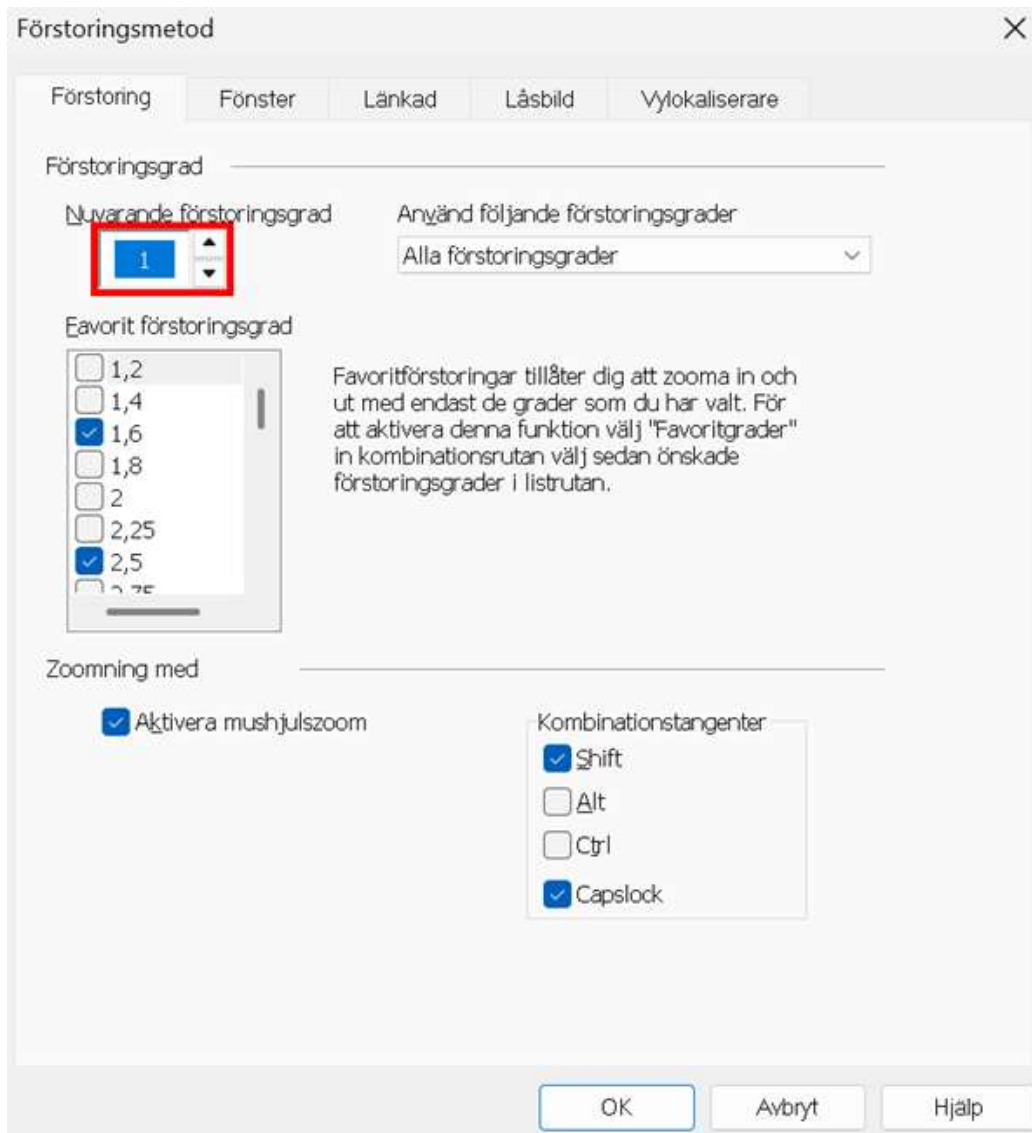 Förstoringsmetod
Förstoring Fönster Länkad Låsbild Vylokaliserare
Förstoringsgrad
Nuvarande förstoringsgrad Använd följande förstoringsgrader
1 Alla förstoringsgrader
Favorit förstoringsgrad
1,2
1,4
1,6
1,8
2
2,25
2,5
2,75
Favoritförstoringar tillåter dig att zooma in och
ut med endast de grader som du har valt. För
att aktivera denna funktion välj "Favoritgrader"
in kombinationsrutan välj sedan önskade
förstoringsgrader i listrutan.
Zoomning med
Aktivera mushjulszoom
Kombinationstangenter
Shift
Alt
Ctrl
Capslock
OK Avbryt Hjälp